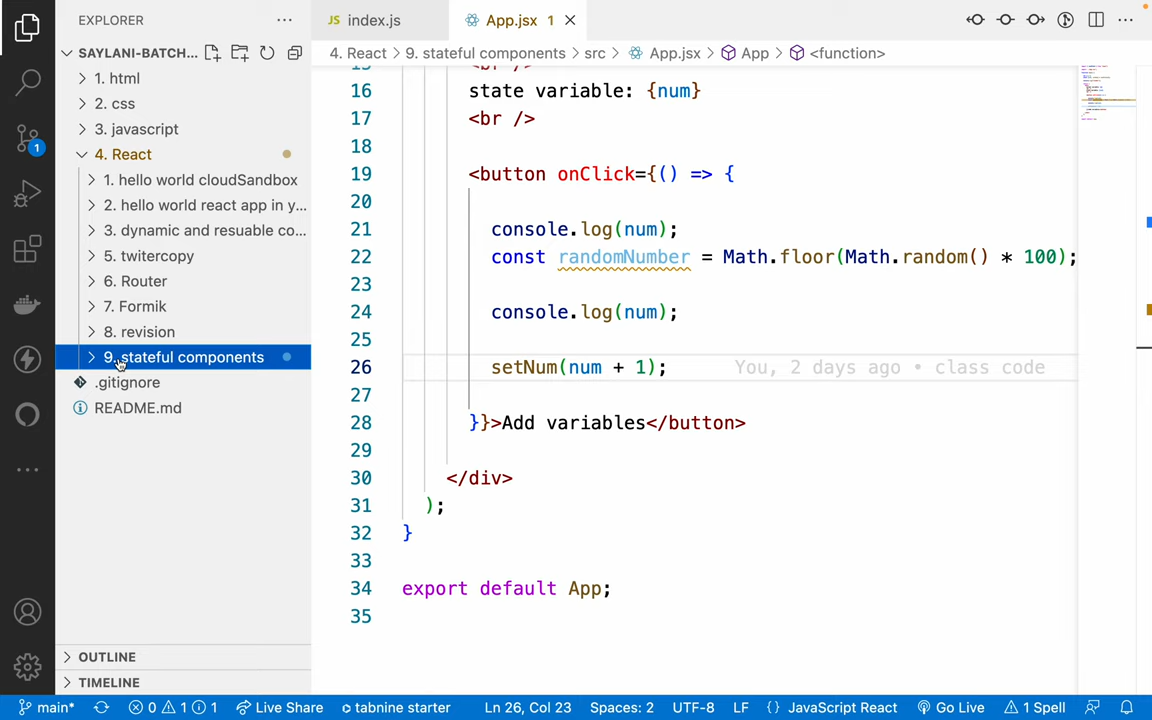 EXPLORER
SAYLANI-BATCH...
1. html
2. css
3. javascript
4. React
1. hello world cloudSandbox
2. hello world react app in y...
3. dynamic and resuable co...
5. twitercopy
6. Router
7. Formik
8. revision
9. stateful components
.gitignore
README.md
OUTLINE
TIMELINE
1
JS index.js
App.jsx 1
4. React > 9. stateful components > src > App.jsx > App > <function>
16 state variable: {num}
17 <br />
18
19 <button onClick={() => {
20
21 console.log(num);
22 const randomNumber = Math.floor(Math.random() * 100);
23
24 console.log(num);
25
26 setNum(num + 1); You, 2 days ago • class code
27
28 }}>Add variables</button>
29
30 </div>
31 );
32 }
33
34 export default App;
35
main* 0 1 1 Live Share tabnine starter Ln 26, Col 23 Spaces: 2 UTF-8 LF {} JavaScript React Go Live 1 Spell